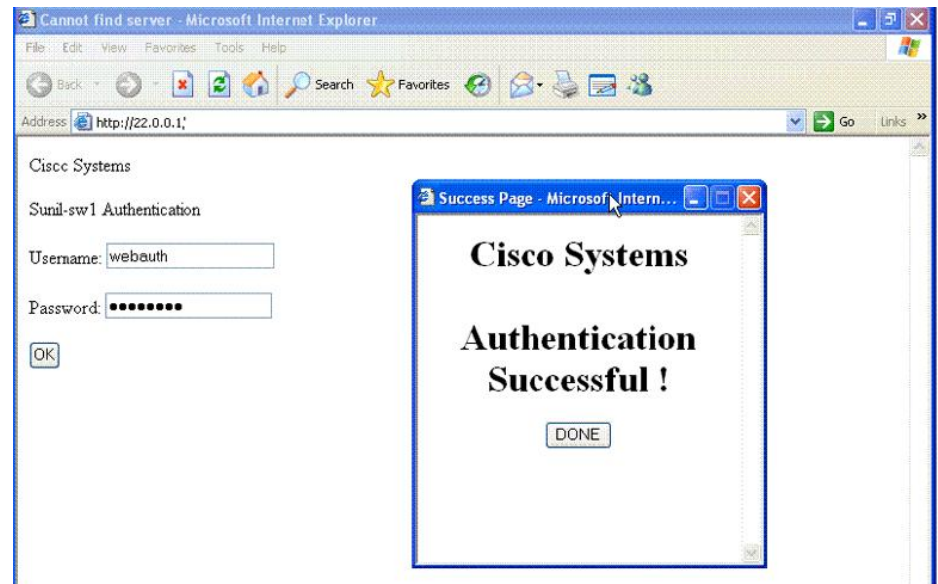 Cannot find server - Microsoft Internet Explorer
File Edit View Favorites Tools Help
Back Search Favorites
Address http://22.0.0.1; Go Links »
Ciscc Systems
Sunil-sw1 Authentication
Username: webauth
Password: ●●●●●●●●
OK
Success Page - Microsoft Intern...
Cisco Systems
Authentication
Successful !
DONE